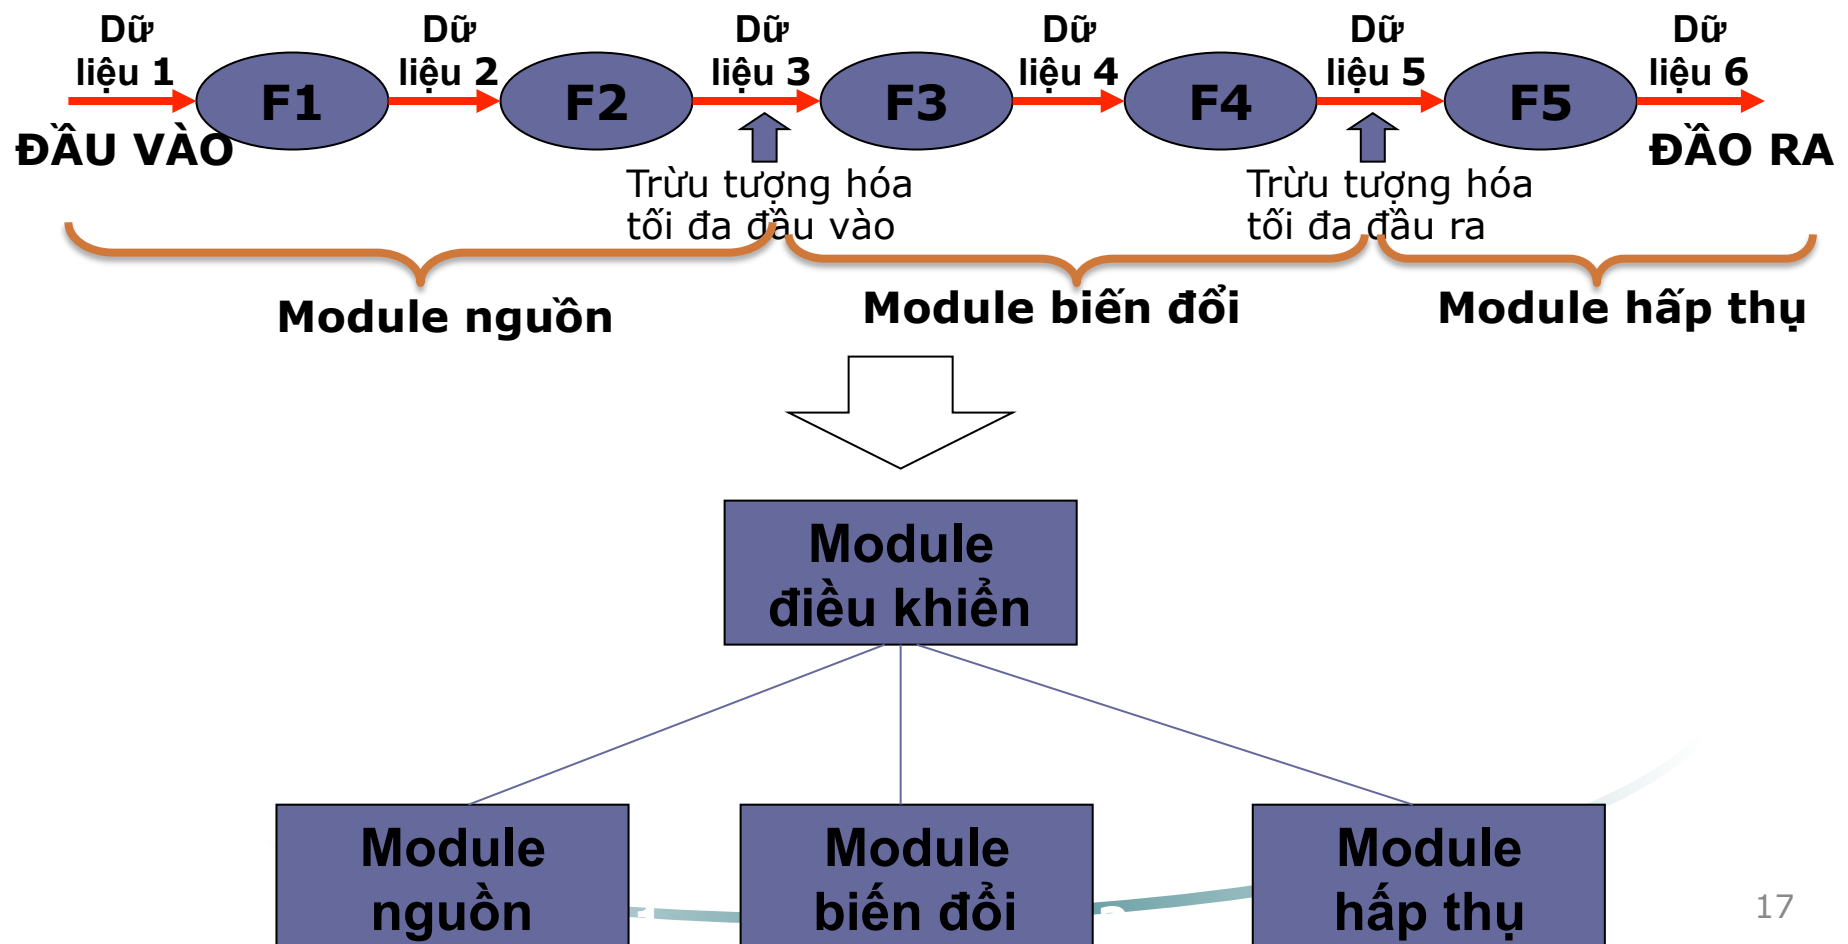 Dữ
liệu 1
Dữ
liệu 2
Dữ
liệu 3
Dữ
liệu 4
Dữ
liệu 5
Dữ
liệu 6
F1
F2
F3
F4
F5
ĐẦU VÀO
ĐẦO RA
Trừu tượng hóa
tối đa đầu vào
Trừu tượng hóa
tối đa đầu ra
Module nguồn
Module biến đổi
Module hấp thụ
Module
điều khiển
Module
nguồn
Module
biến đổi
Module
hấp thụ
17